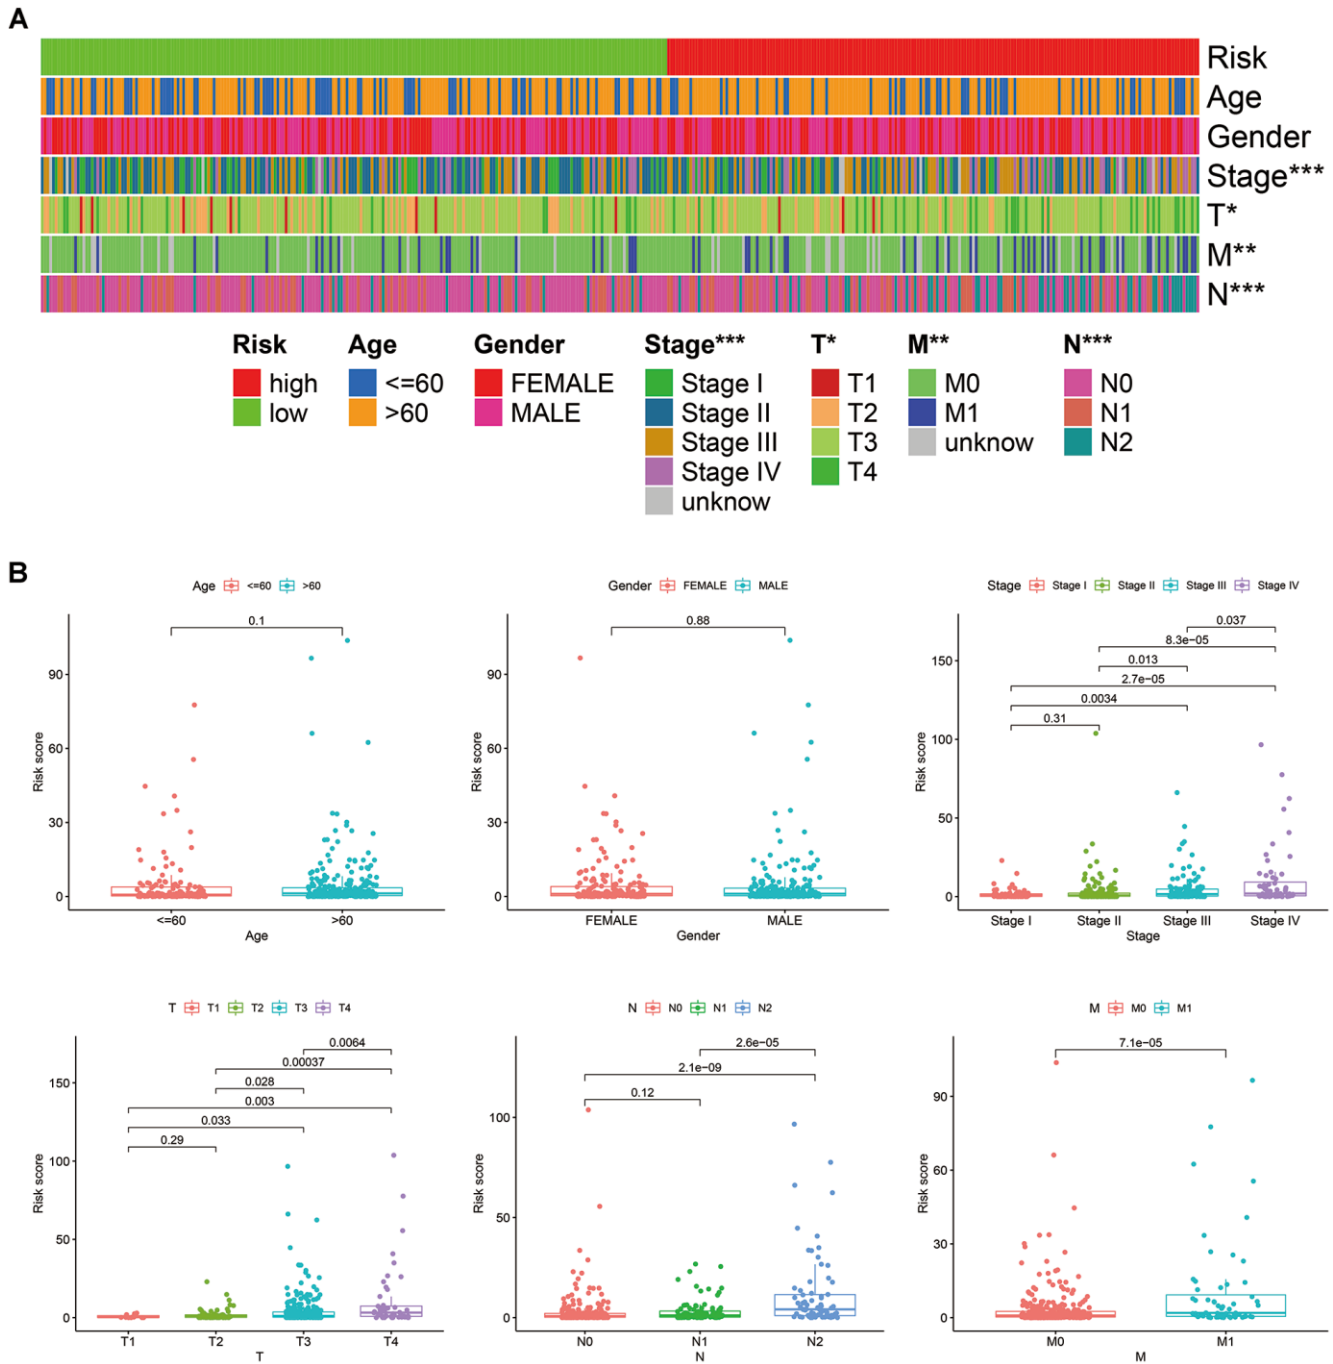 A
Risk
Age
Gender
Stage***
T*
M**
N***
Risk Age Gender Stage*** T* M** N***
high <=60 FEMALE Stage I T1 M0 N0
low >60 MALE Stage II T2 M1 N1
Stage III T3 unknow N2
Stage IV T4
unknow
B
Age <=60 >60
0.1
Risk score
90
60
30
0
<=60 >60
Age
Gender FEMALE MALE
0.88
Risk score
90
60
30
0
FEMALE MALE
Gender
Stage Stage I Stage II Stage III Stage IV
0.037
8.3e−05
0.013
2.7e−05
0.0034
0.31
Risk score
150
100
50
0
Stage I Stage II Stage III Stage IV
Stage
T T1 T2 T3 T4
0.0064
0.00037
0.028
0.003
0.033
0.29
Risk score
150
100
50
0
T1 T2 T3 T4
T
N N0 N1 N2
2.6e−05
2.1e−09
0.12
Risk score
100
50
0
N0 N1 N2
N
M M0 M1
7.1e−05
Risk score
90
60
30
0
M0 M1
M